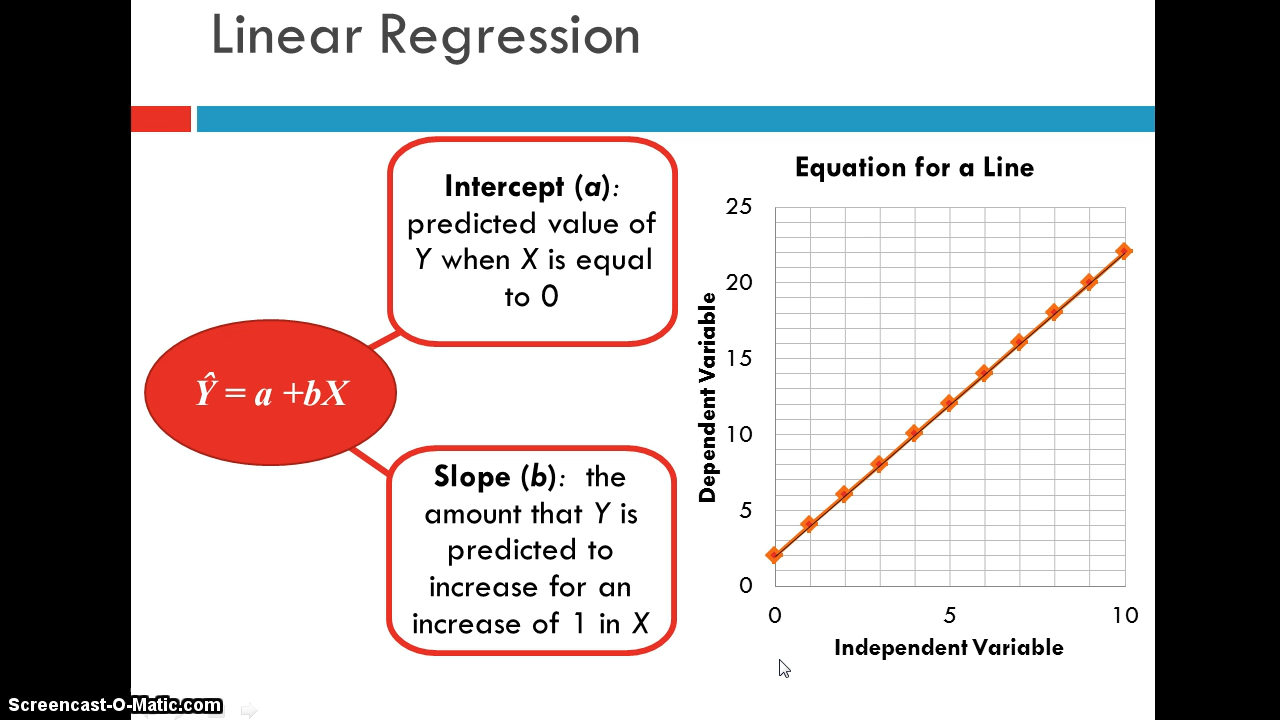 Linear Regression
Intercept (a):
predicted value of
Y when X is equal
to 0
Ŷ = a +bX
Slope (b): the
amount that Y is
predicted to
increase for an
increase of 1 in X
Equation for a Line
25
20
15
10
5
0
Dependent Variable
0 5 10
Independent Variable
Screencast-O-Matic.com